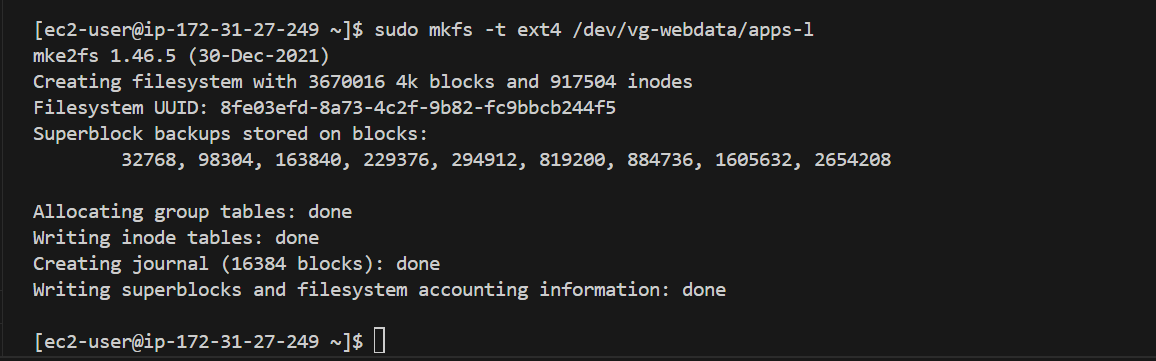 [ec2-user@ip-172-31-27-249 ~]$ sudo mkfs -t ext4 /dev/vg-webdata/apps-l
mke2fs 1.46.5 (30-Dec-2021)
Creating filesystem with 3670016 4k blocks and 917504 inodes
Filesystem UUID: 8fe03efd-8a73-4c2f-9b82-fc9bbcb244f5
Superblock backups stored on blocks:
        32768, 98304, 163840, 229376, 294912, 819200, 884736, 1605632, 2654208
Allocating group tables: done
Writing inode tables: done
Creating journal (16384 blocks): done
Writing superblocks and filesystem accounting information: done
[ec2-user@ip-172-31-27-249 ~]$